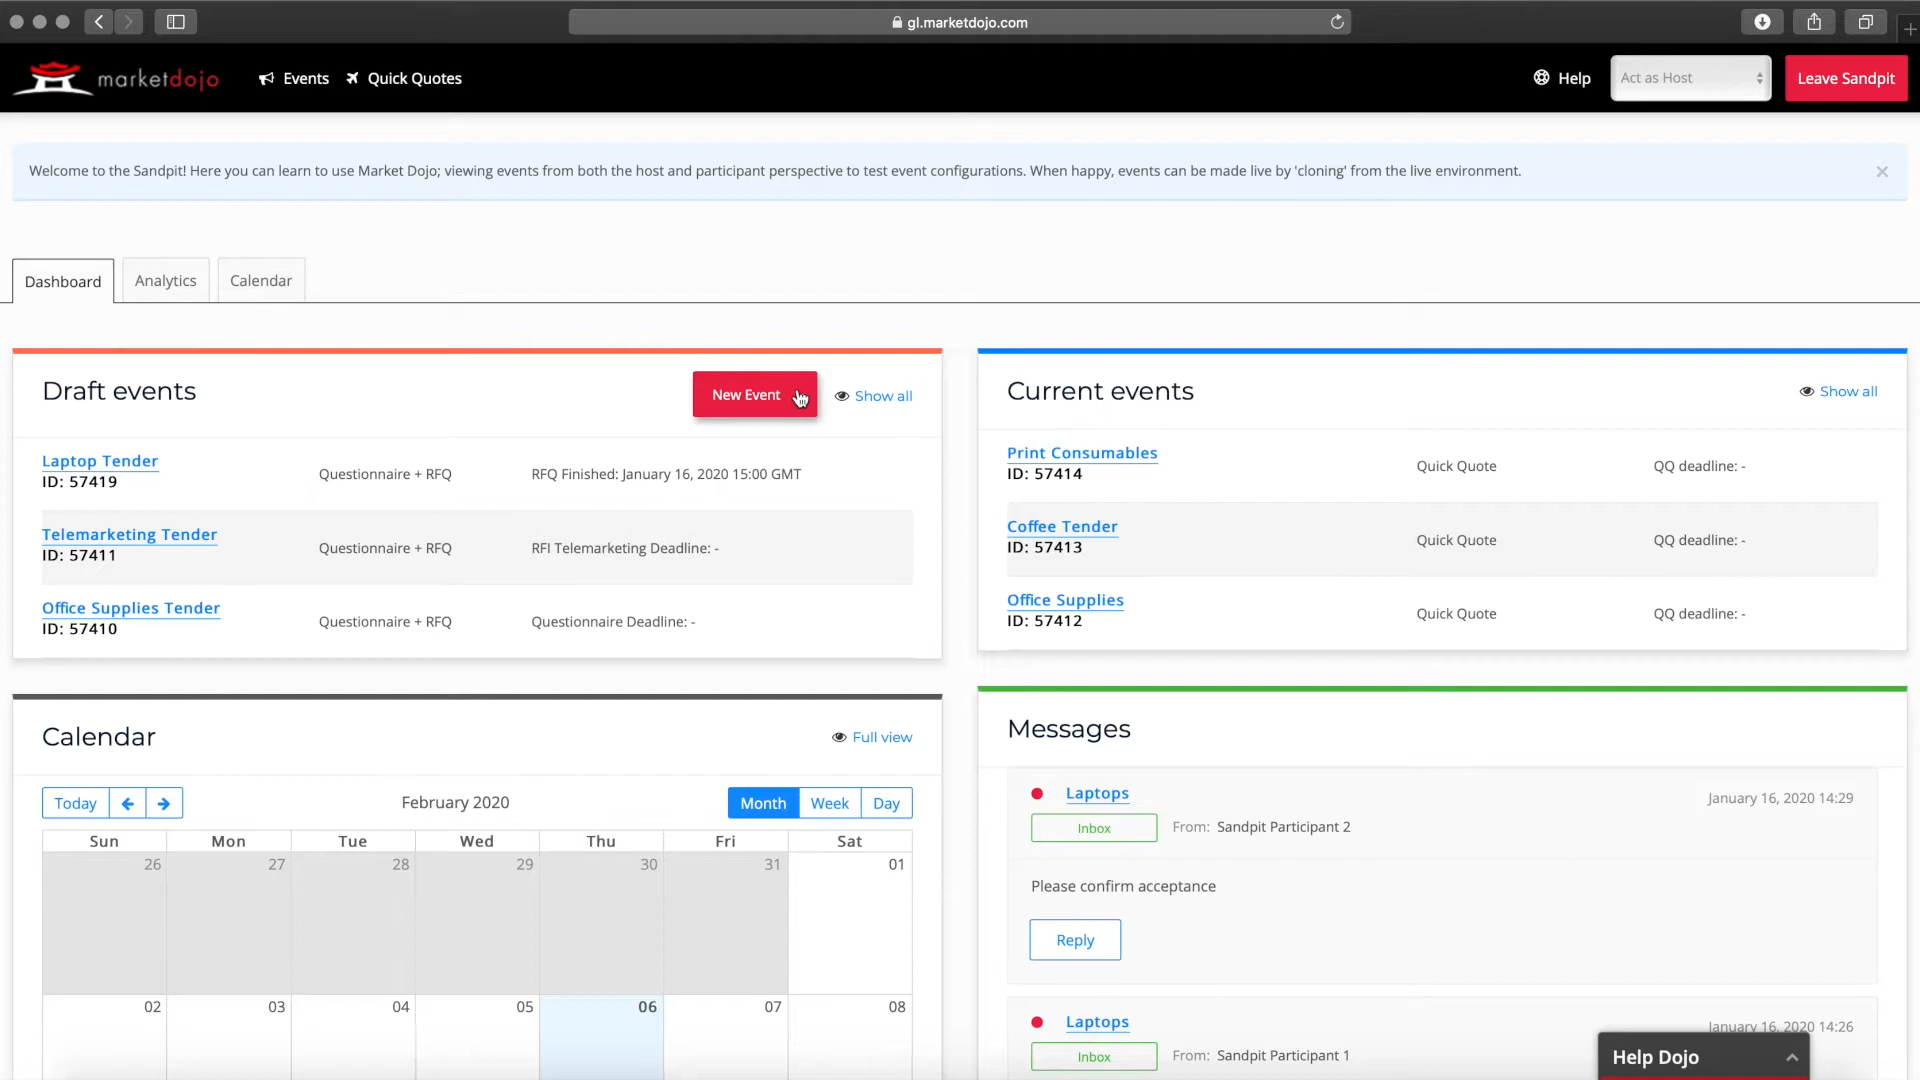 gl.marketdojo.com
marketdojo
Events
Quick Quotes
Help
Act as Host
Leave Sandpit
Welcome to the Sandpit! Here you can learn to use Market Dojo; viewing events from both the host and participant perspective to test event configurations. When happy, events can be made live by 'cloning' from the live environment.
Dashboard
Analytics
Calendar
Draft events
New Event
Show all
Laptop Tender
ID: 57419
Questionnaire + RFQ
RFQ Finished: January 16, 2020 15:00 GMT
Telemarketing Tender
ID: 57411
Questionnaire + RFQ
RFI Telemarketing Deadline: -
Office Supplies Tender
ID: 57410
Questionnaire + RFQ
Questionnaire Deadline: -
Current events
Show all
Print Consumables
ID: 57414
Quick Quote
QQ deadline: -
Coffee Tender
ID: 57413
Quick Quote
QQ deadline: -
Office Supplies
ID: 57412
Quick Quote
QQ deadline: -
Calendar
Full view
Today
February 2020
Month Week Day
Sun Mon Tue Wed Thu Fri Sat
26 27 28 29 30 31 01
02 03 04 05 06 07 08
Messages
Laptops
January 16, 2020 14:29
Inbox
From: Sandpit Participant 2
Please confirm acceptance
Reply
Laptops
January 16, 2020 14:26
Inbox
From: Sandpit Participant 1
Help Dojo